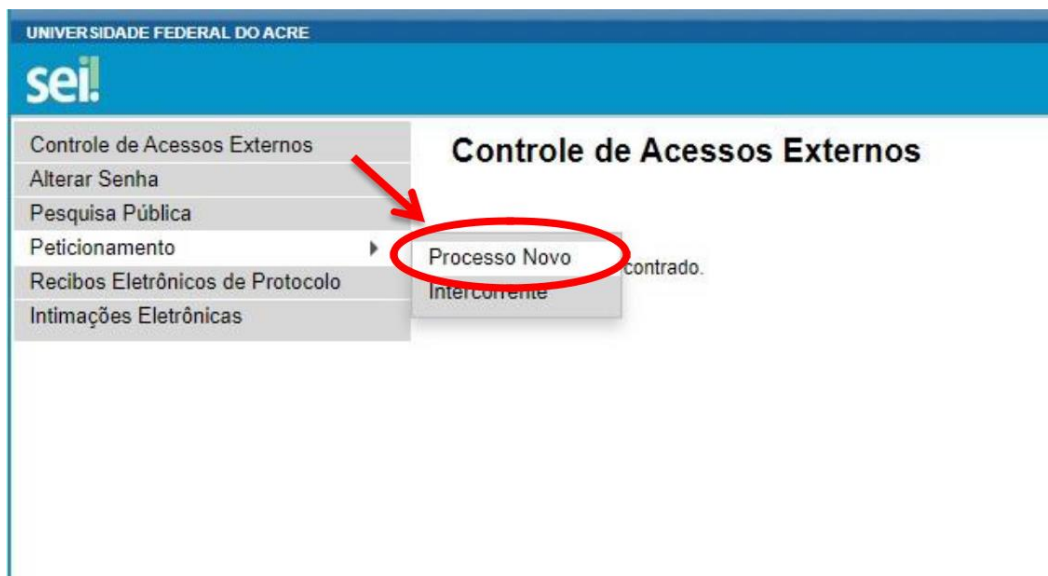 UNIVERSIDADE FEDERAL DO ACRE
sei!
Controle de Acessos Externos
Alterar Senha
Pesquisa Pública
Peticionamento
Recibos Eletrônicos de Protocolo
Intimações Eletrônicas
Controle de Acessos Externos
Processo Novo
Intercorrente
contrado.